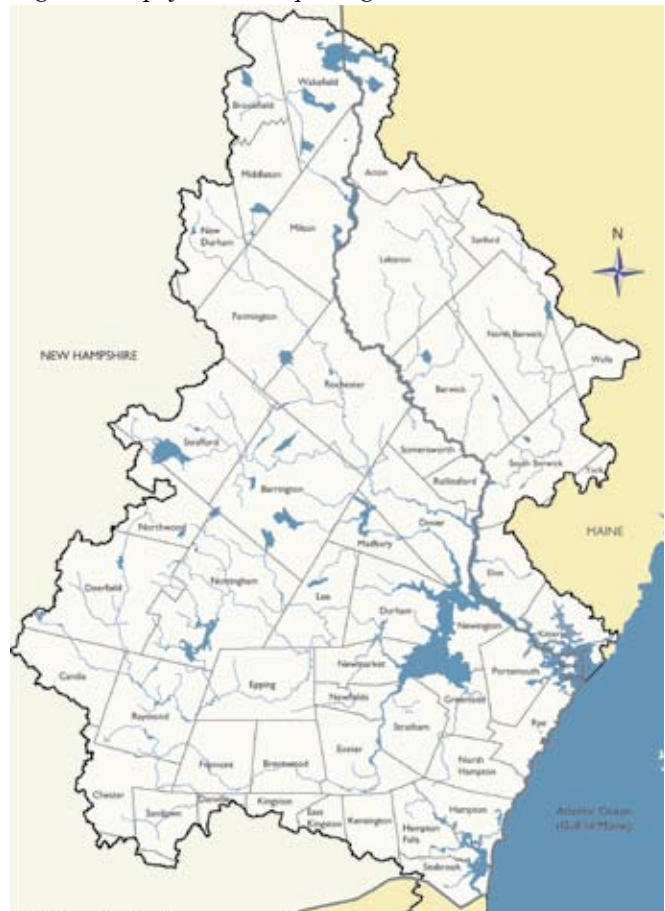 Wakefield
Brookfield
Middleton
Acton
New
Durham
Milton
Sanford
Lebanon
N
Farmington
North Berwick
NEW HAMPSHIRE
Wells
Rochester
Berwick
Strafford
Somersworth
South Berwick
York
Rollinsford
Barrington
Northwood
Dover
MAINE
Madbury
Eliot
Deerfield
Nottingham
Lee
Durham
Newington
Kittery
Newmarket
Portsmouth
Candia
Epping
Newfields
Greenland
Raymond
Stratham
Rye
Exeter
Fremont
Brentwood
North
Hampton
Chester
Danville
Kingston
Hampton
Sandown
East
Kingston
Kensington
Hampton
Falls
Atlantic Ocean
(Gulf of Maine)
Seabrook